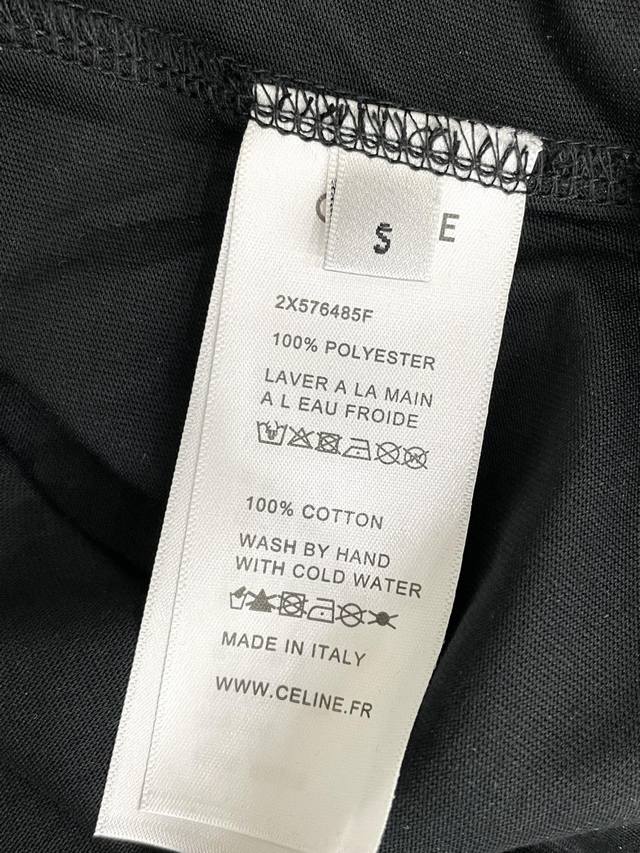 S
E
2X576485F
100% POLYESTER
LAVER A LA MAIN
A L EAU FROIDE
100% COTTON
WASH BY HAND
WITH COLD WATER
MADE IN ITALY
WWW.CELINE.FR